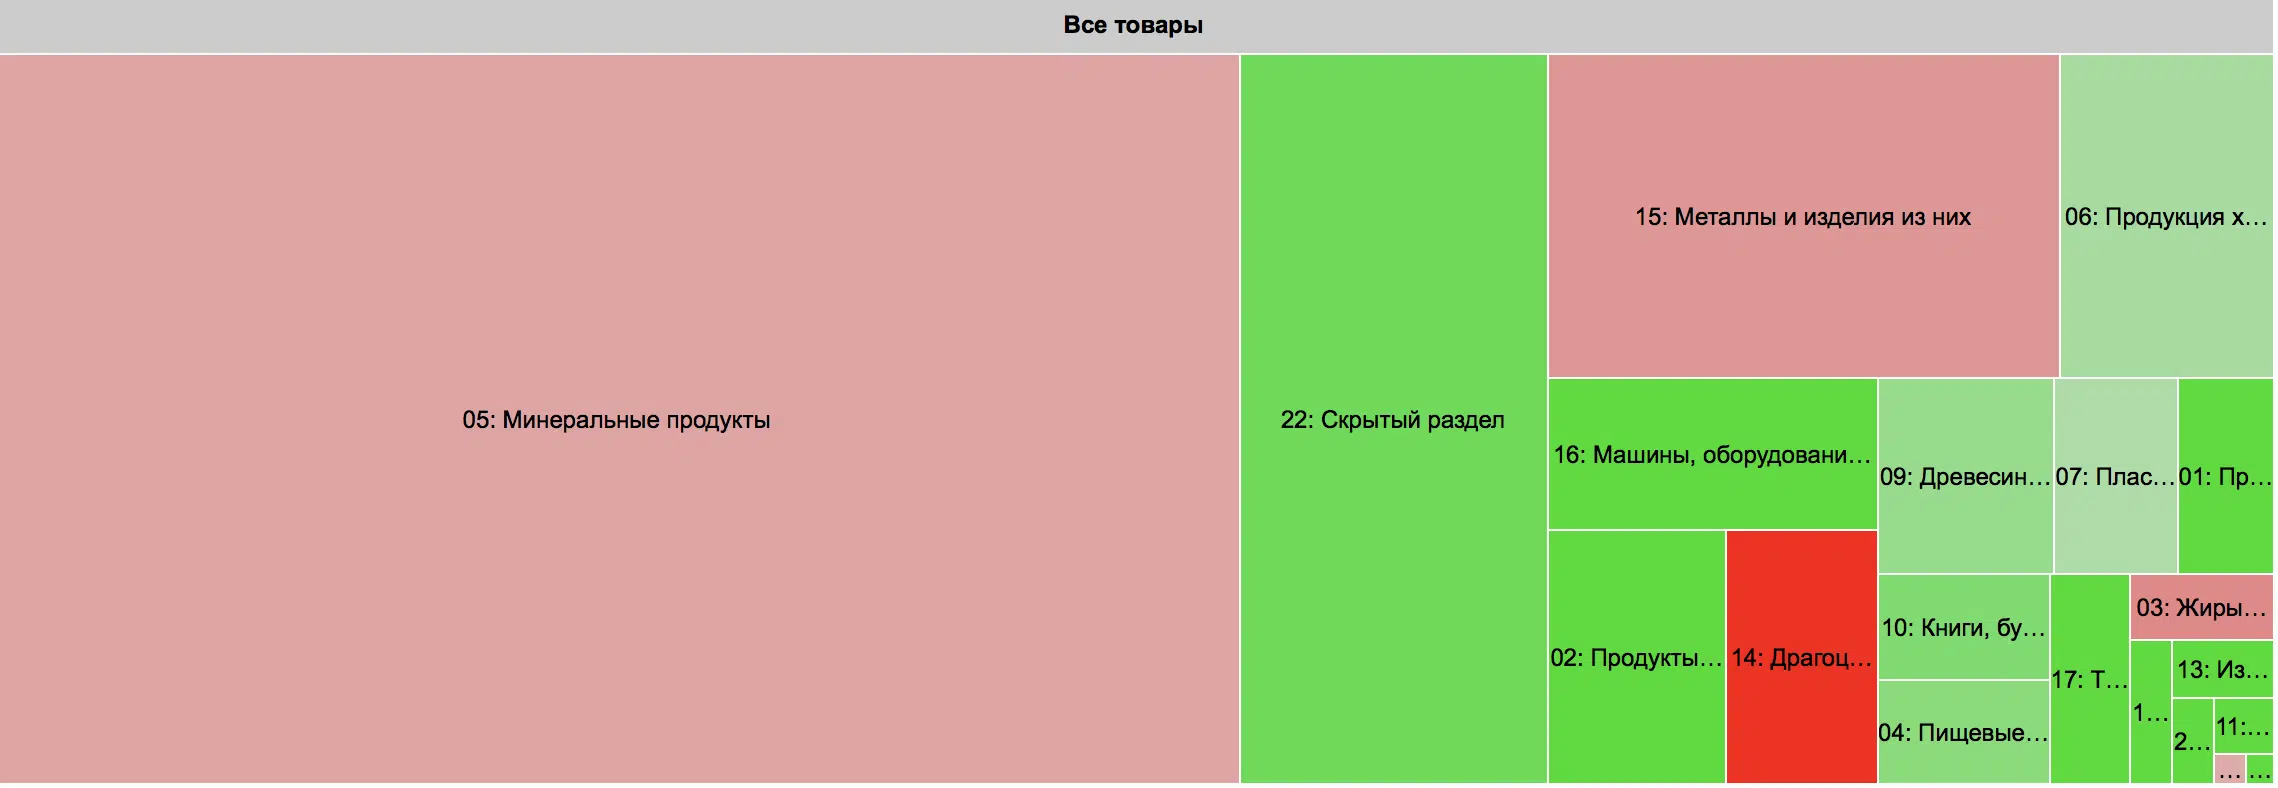 Все товары
05: Минеральные продукты
22: Скрытый раздел
15: Металлы и изделия из них
06: Продукция х…
16: Машины, оборудовани…
09: Древесин…
07: Плас…
01: Пр…
02: Продукты…
14: Драгоц…
10: Книги, бу…
04: Пищевые…
17: Т…
03: Жиры…
1…
13: Из…
2…
11:…
…
…